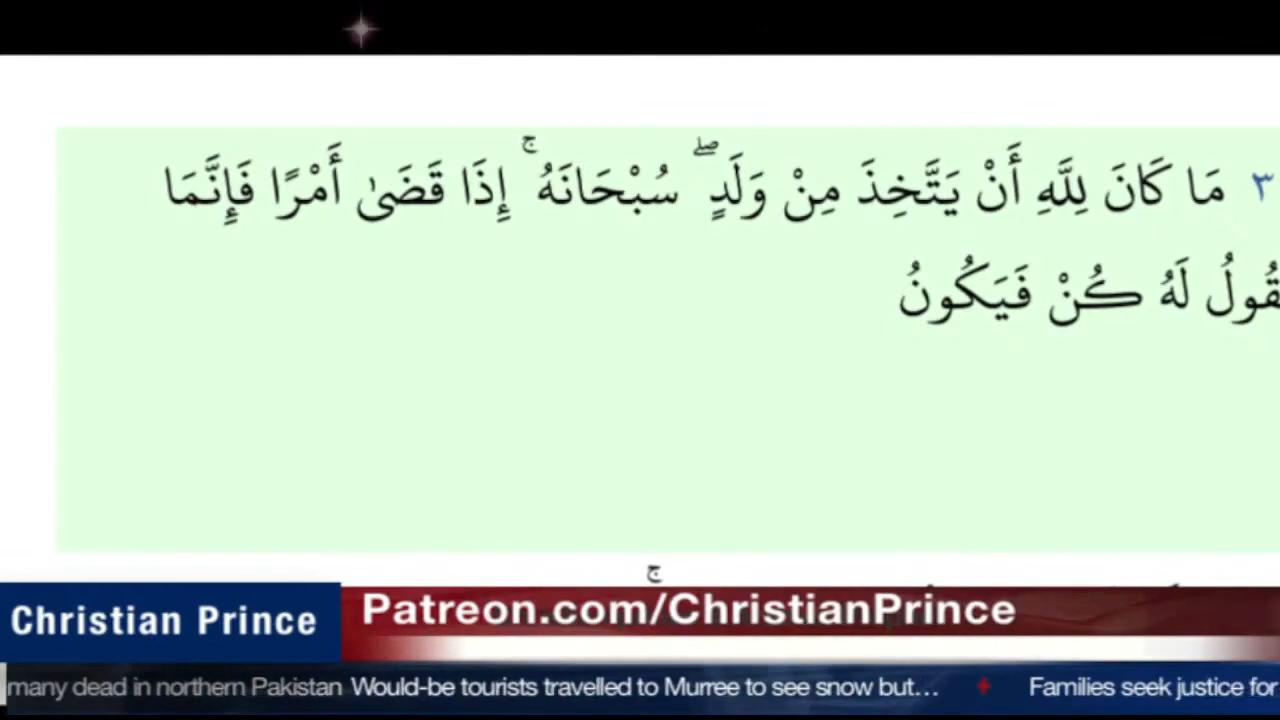 ٣ مَا كَانَ لِلَّهِ أَنْ يَتَّخِذَ مِنْ وَلَدٍ ۖ سُبْحَانَهُ ۚ إِذَا قَضَىٰ أَمْرًا فَإِنَّمَا
قُولُ لَهُ كُنْ فَيَكُونُ
Christian Prince
Patreon.com/ChristianPrince
many dead in northern Pakistan Would-be tourists travelled to Murree to see snow but... Families seek justice for